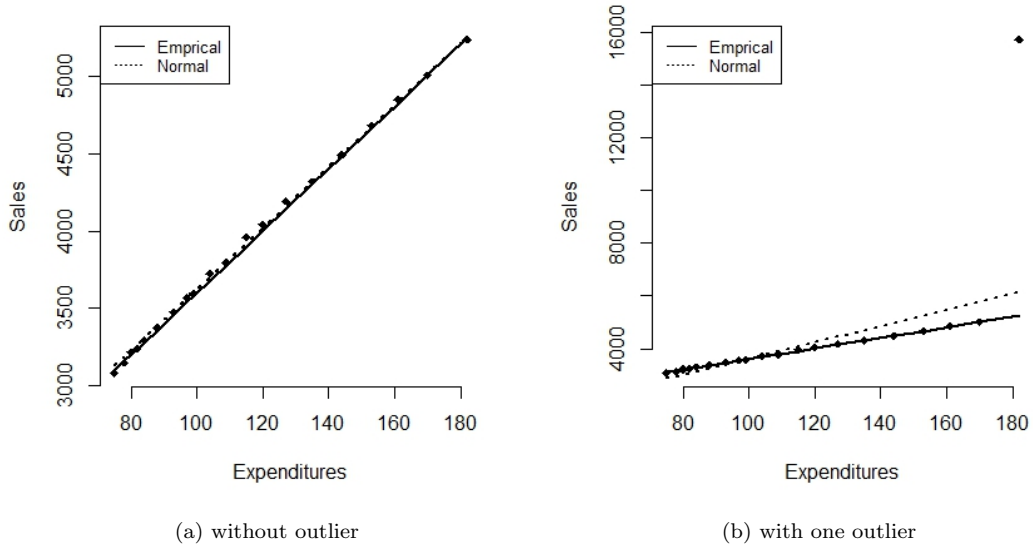 Emprical
Normal
5000
4500
4000
3500
3000
Sales
80 100 120 140 160 180
Expenditures
(a) without outlier
Emprical
Normal
16000
12000
8000
4000
Sales
80 100 120 140 160 180
Expenditures
(b) with one outlier